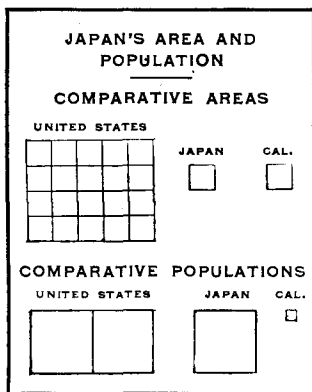 JAPAN'S AREA AND
POPULATION
COMPARATIVE AREAS
UNITED STATES
JAPAN CAL.
COMPARATIVE POPULATIONS
UNITED STATES JAPAN CAL.